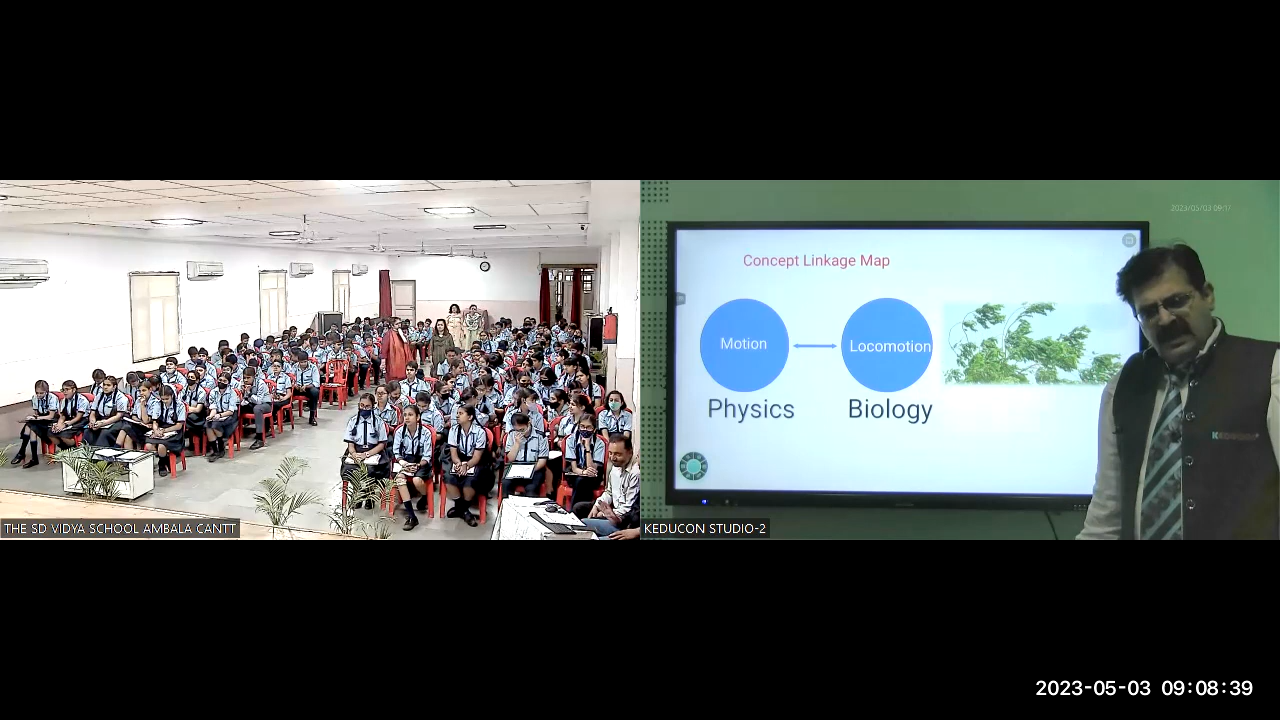 Concept Linkage Map
Motion
Locomotion
Physics
Biology
THE SD VIDYA SCHOOL AMBALA CANTT
KEDUCON STUDIO-2
2023-05-03 09:08:39